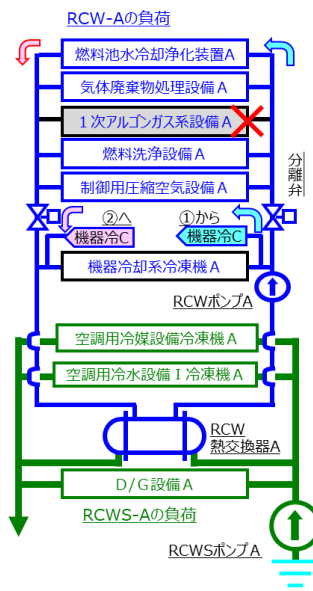 RCW-Aの負荷
燃料池水冷却浄化装置A
気体廃棄物処理設備A
１次アルゴンガス系設備A
燃料洗浄設備A
分離弁
制御用圧縮空気設備A
②へ
①から
機器冷C
機器冷C
機器冷却系冷凍機A
RCWポンプA
空調用冷媒設備冷凍機A
空調用冷水設備Ⅰ冷凍機A
RCW
熱交換器A
D/G設備A
RCWS-Aの負荷
RCWSポンプA